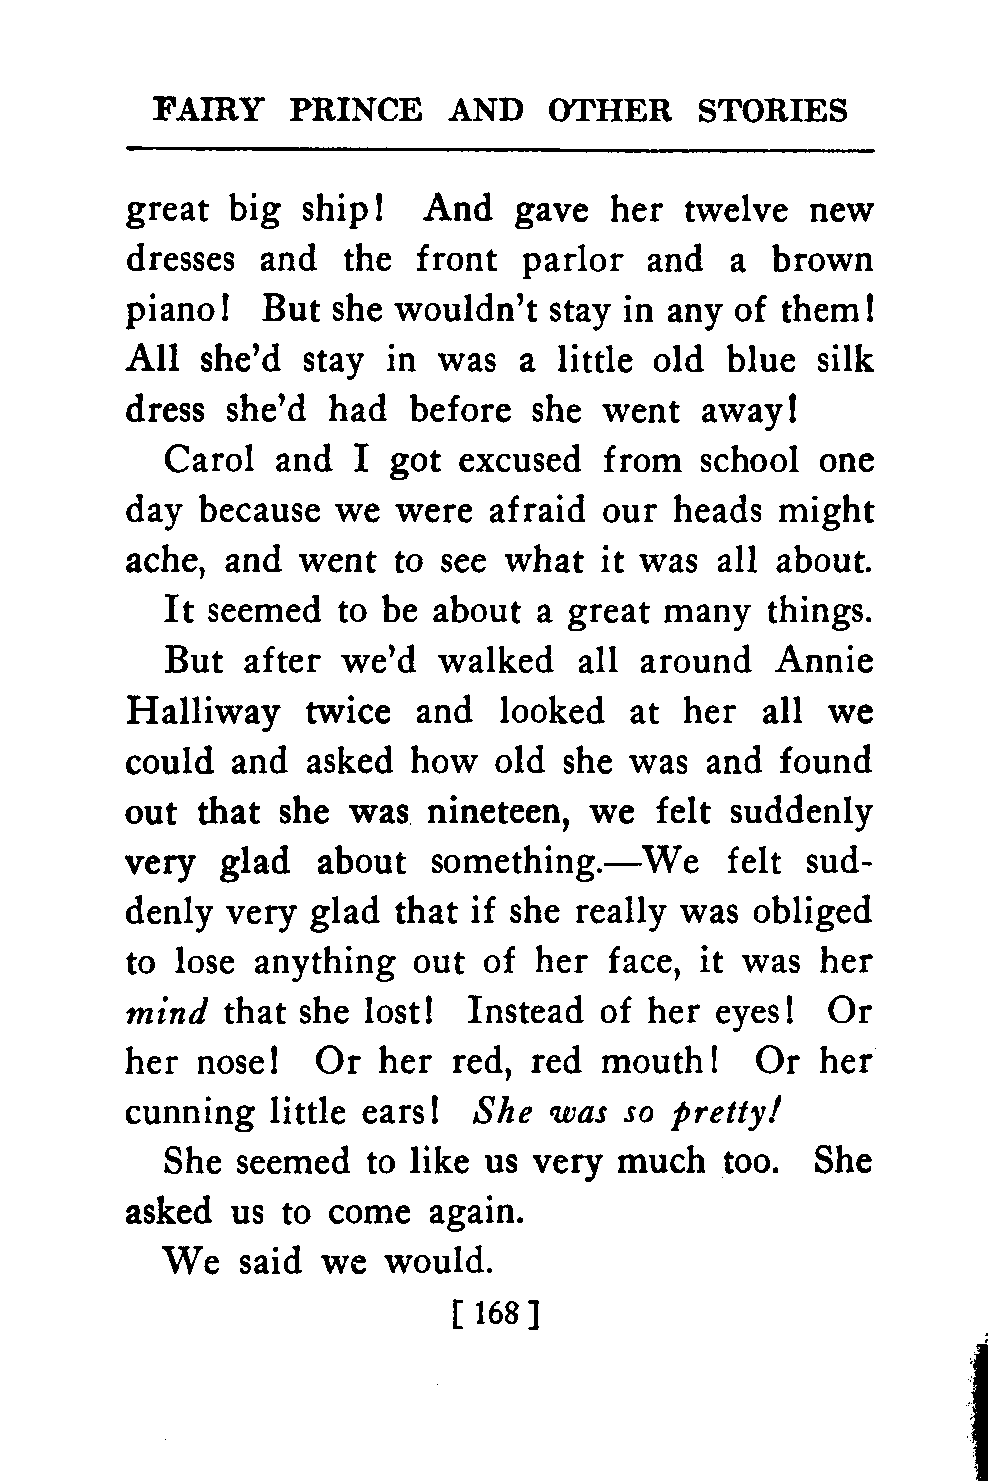 FAIRY PRINCE AND OTHER STORIES
great big ship! And gave her twelve new
dresses and the front parlor and a brown
piano! But she wouldn't stay in any of them!
All she'd stay in was a little old blue silk
dress she'd had before she went away!
Carol and I got excused from school one
day because we were afraid our heads might
ache, and went to see what it was all about.
It seemed to be about a great many things.
But after we'd walked all around Annie
Halliway twice and looked at her all we
could and asked how old she was and found
out that she was nineteen, we felt suddenly
very glad about something.—We felt sud-
denly very glad that if she really was obliged
to lose anything out of her face, it was her
mind that she lost! Instead of her eyes! Or
her nose! Or her red, red mouth! Or her
cunning little ears! She was so pretty!
She seemed to like us very much too. She
asked us to come again.
We said we would.
[ 168 ]